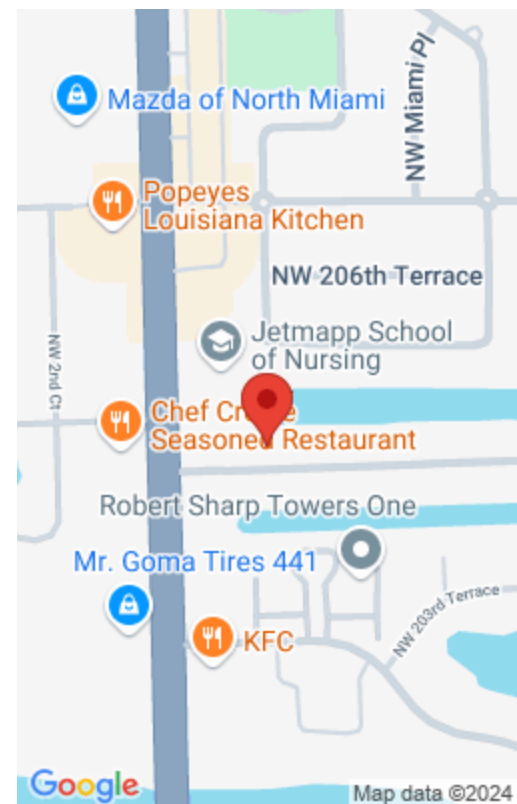 NW Miami Pl
Mazda of North Miami
Popeyes
Louisiana Kitchen
NW 206th Terrace
Jetmapp School
of Nursing
NW 2nd Ct
Chef Cr
Seasoned Restaurant
Robert Sharp Towers One
Mr. Goma Tires 441
NW 203rd Terrace
KFC
Google
Map data ©2024